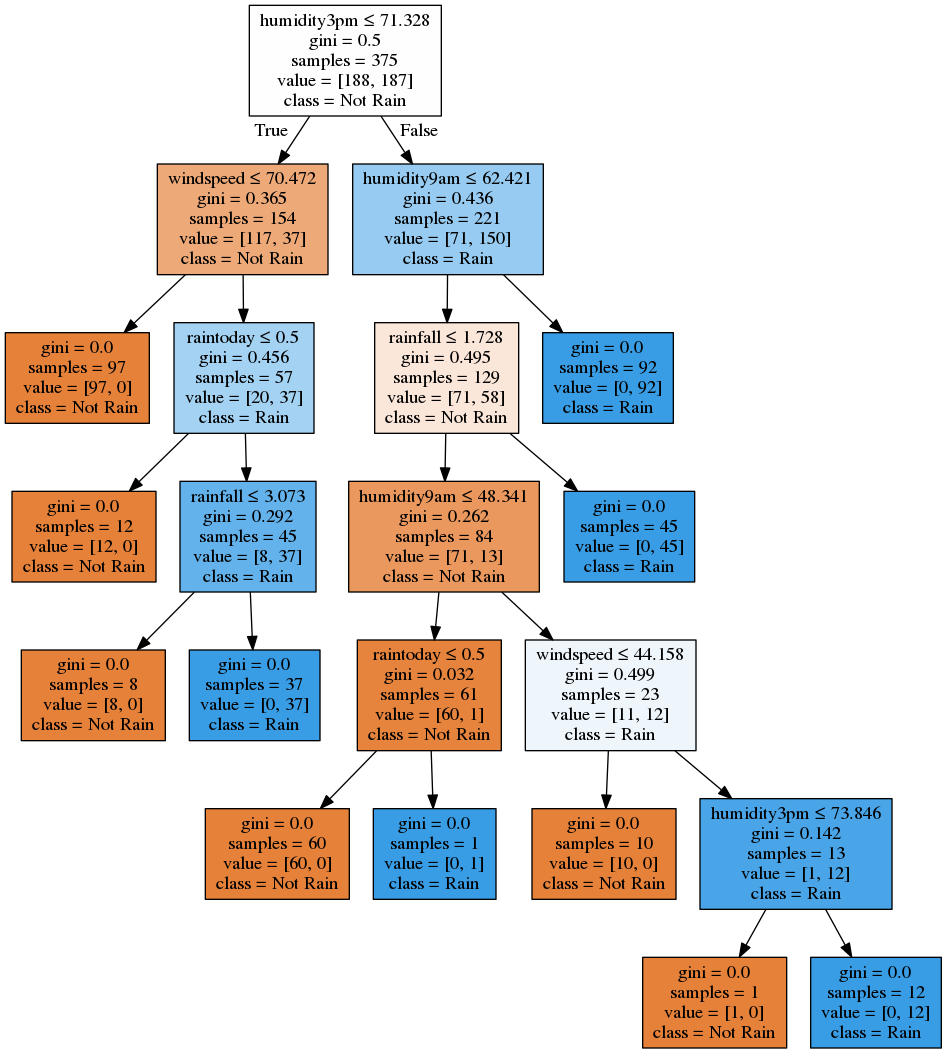 humidity3pm ≤ 71.328
gini = 0.5
samples = 375
value = [188, 187]
class = Not Rain
True
False
windspeed ≤ 70.472
gini = 0.365
samples = 154
value = [117, 37]
class = Not Rain
humidity9am ≤ 62.421
gini = 0.436
samples = 221
value = [71, 150]
class = Rain
gini = 0.0
samples = 97
value = [97, 0]
class = Not Rain
raintoday ≤ 0.5
gini = 0.456
samples = 57
value = [20, 37]
class = Rain
rainfall ≤ 1.728
gini = 0.495
samples = 129
value = [71, 58]
class = Not Rain
gini = 0.0
samples = 92
value = [0, 92]
class = Rain
gini = 0.0
samples = 12
value = [12, 0]
class = Not Rain
rainfall ≤ 3.073
gini = 0.292
samples = 45
value = [8, 37]
class = Rain
humidity9am ≤ 48.341
gini = 0.262
samples = 84
value = [71, 13]
class = Not Rain
gini = 0.0
samples = 45
value = [0, 45]
class = Rain
gini = 0.0
samples = 8
value = [8, 0]
class = Not Rain
gini = 0.0
samples = 37
value = [0, 37]
class = Rain
raintoday ≤ 0.5
gini = 0.032
samples = 61
value = [60, 1]
class = Not Rain
windspeed ≤ 44.158
gini = 0.499
samples = 23
value = [11, 12]
class = Rain
gini = 0.0
samples = 60
value = [60, 0]
class = Not Rain
gini = 0.0
samples = 1
value = [0, 1]
class = Rain
gini = 0.0
samples = 10
value = [10, 0]
class = Not Rain
humidity3pm ≤ 73.846
gini = 0.142
samples = 13
value = [1, 12]
class = Rain
gini = 0.0
samples = 1
value = [1, 0]
class = Not Rain
gini = 0.0
samples = 12
value = [0, 12]
class = Rain